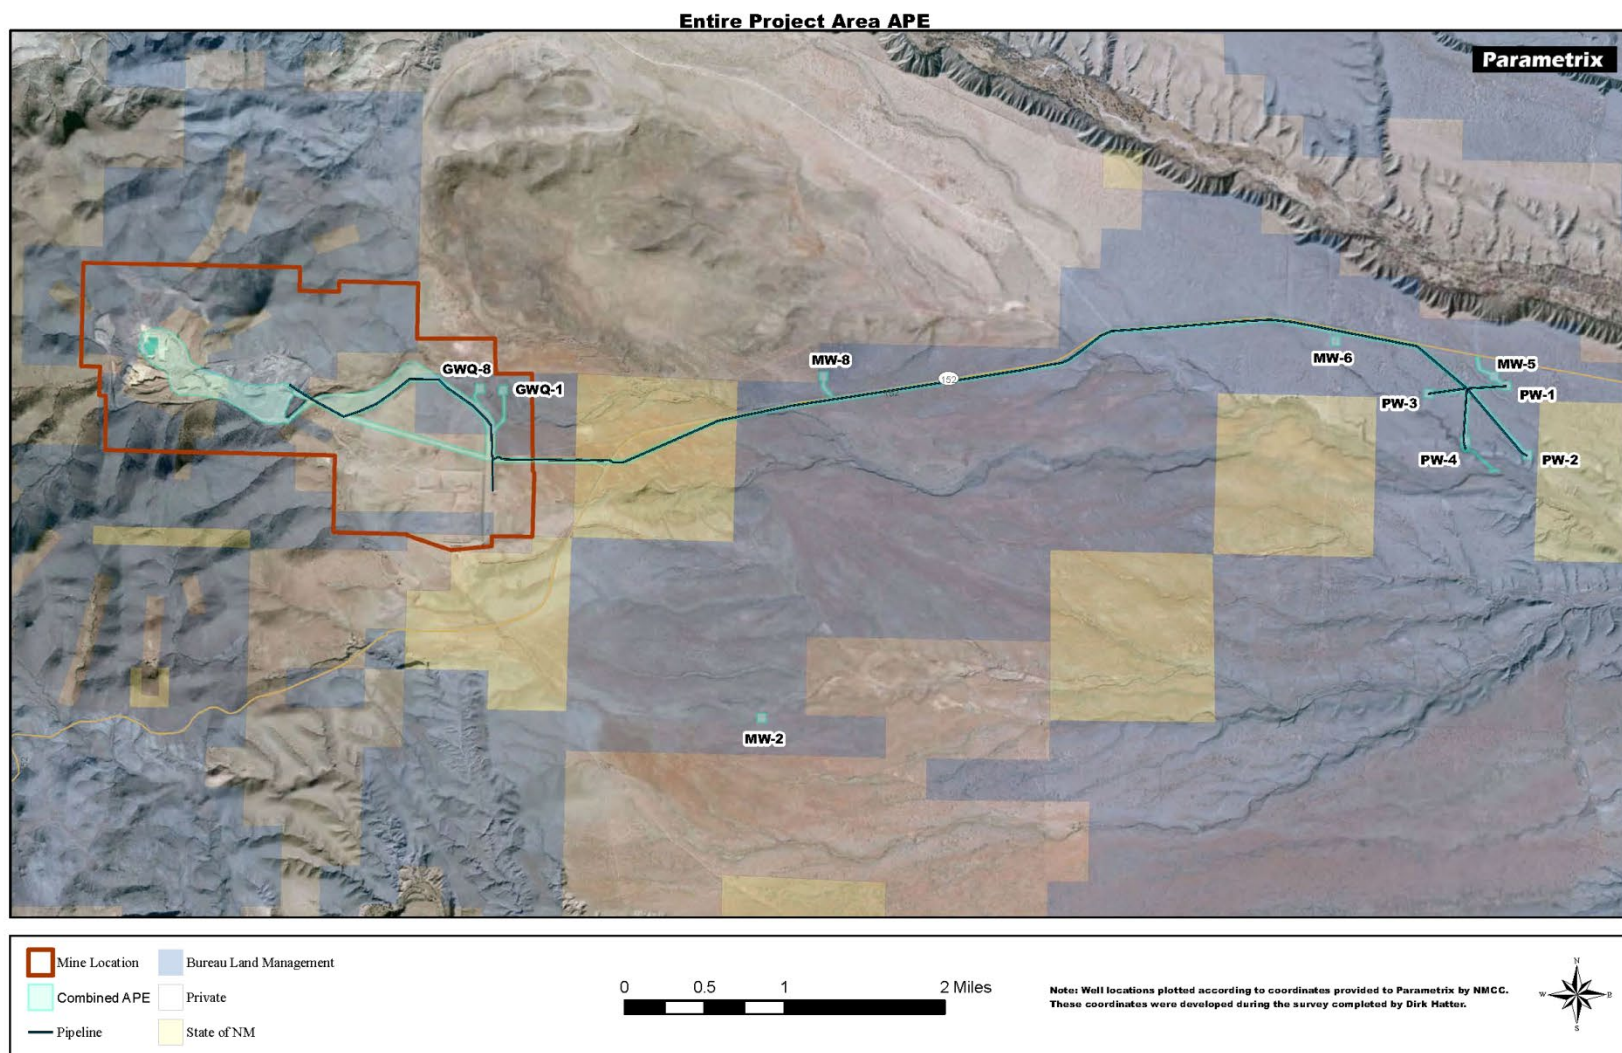 Entire Project Area APE
Parametrix
GWQ-8
GWQ-1
MW-8
152
MW-6
MW-5
PW-3
PW-1
PW-4
PW-2
MW-2
Mine Location
Bureau Land Management
Combined APE
Private
Pipeline
State of NM
0 0.5 1 2 Miles
Note: Well locations plotted according to coordinates provided to Parametrix by NMCC.
These coordinates were developed during the survey completed by Dirk Hatter.
N
W
S